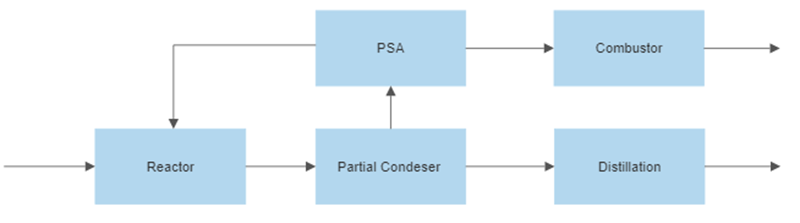 PSA
Combustor
Reactor
Partial Condeser
Distillation